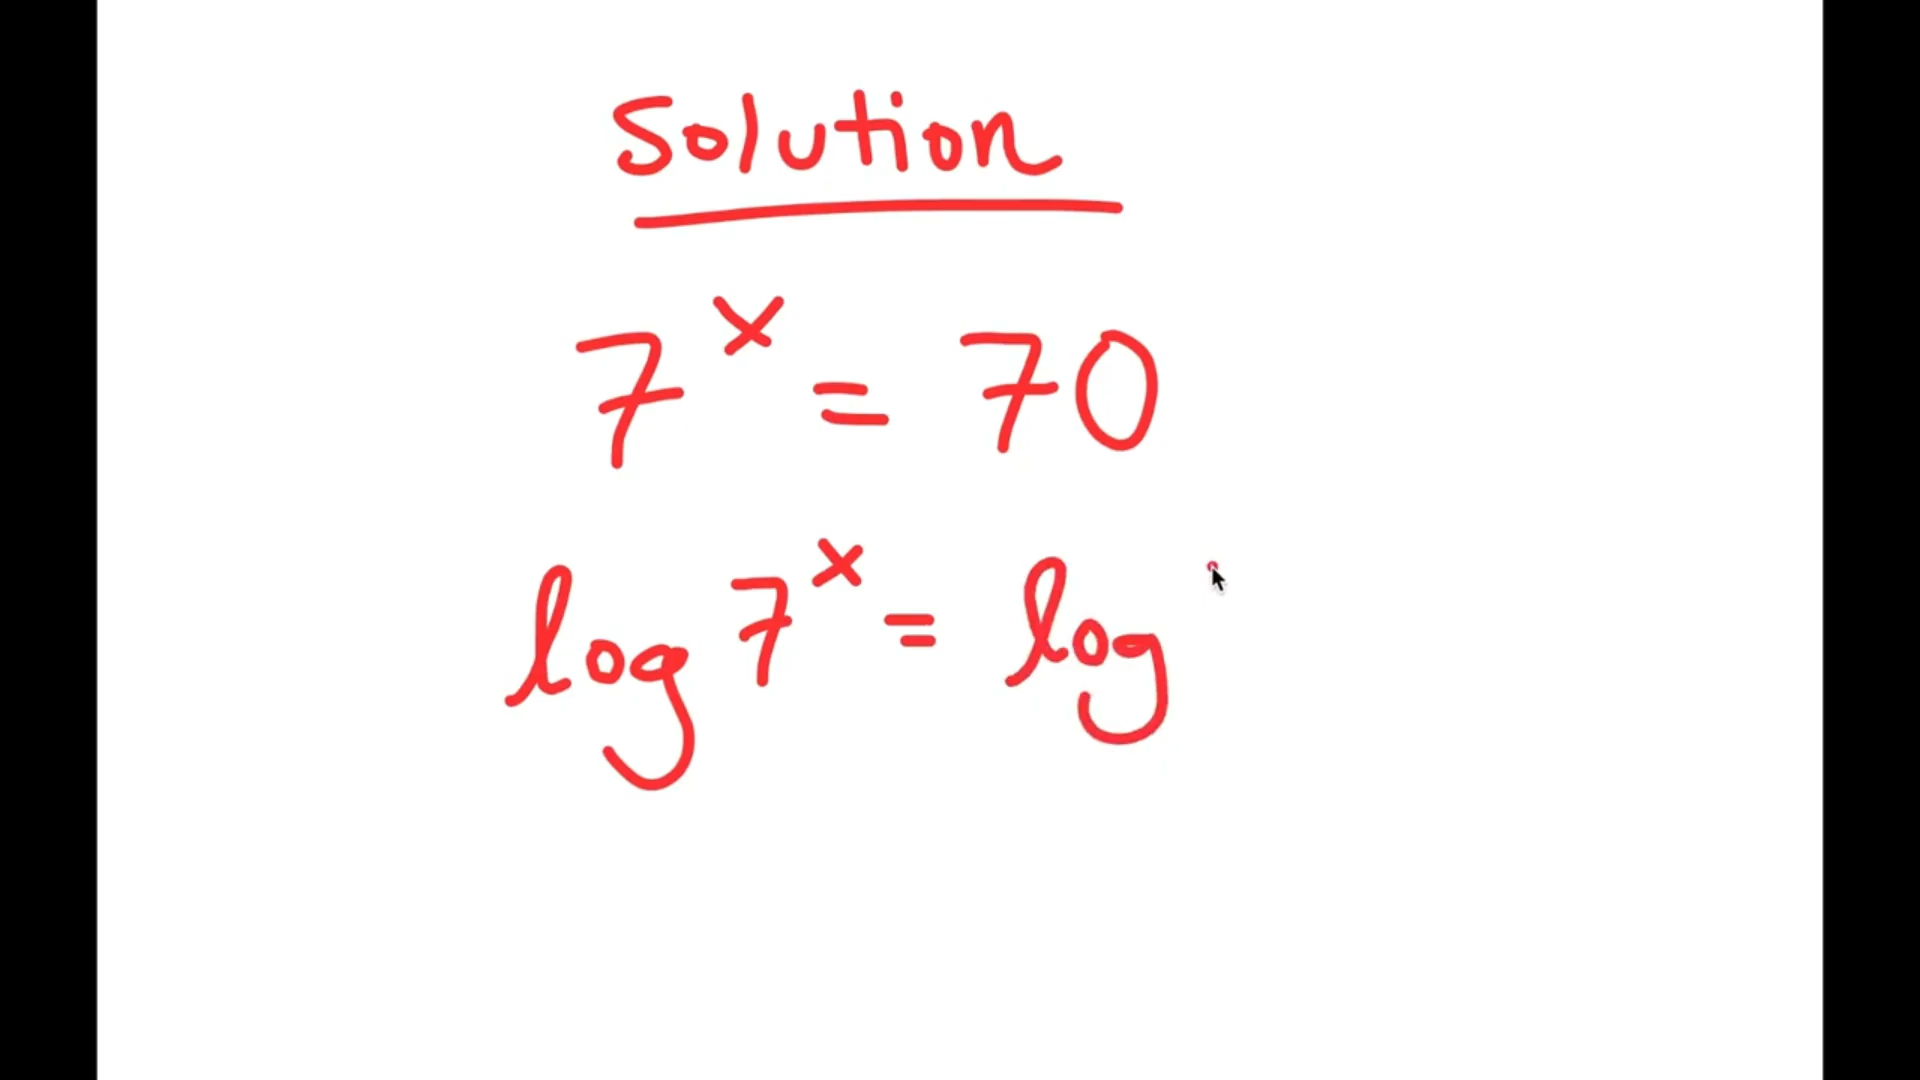 Solution
7^x = 70
log 7^x = log